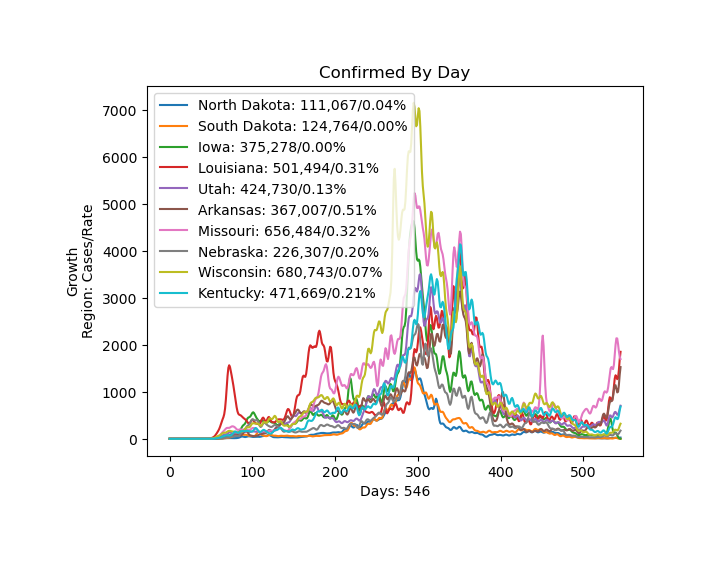 Confirmed By Day
Growth
Region: Cases/Rate
7000
6000
5000
4000
3000
2000
1000
0
North Dakota: 111,067/0.04%
South Dakota: 124,764/0.00%
Iowa: 375,278/0.00%
Louisiana: 501,494/0.31%
Utah: 424,730/0.13%
Arkansas: 367,007/0.51%
Missouri: 656,484/0.32%
Nebraska: 226,307/0.20%
Wisconsin: 680,743/0.07%
Kentucky: 471,669/0.21%
0 100 200 300 400 500
Days: 546